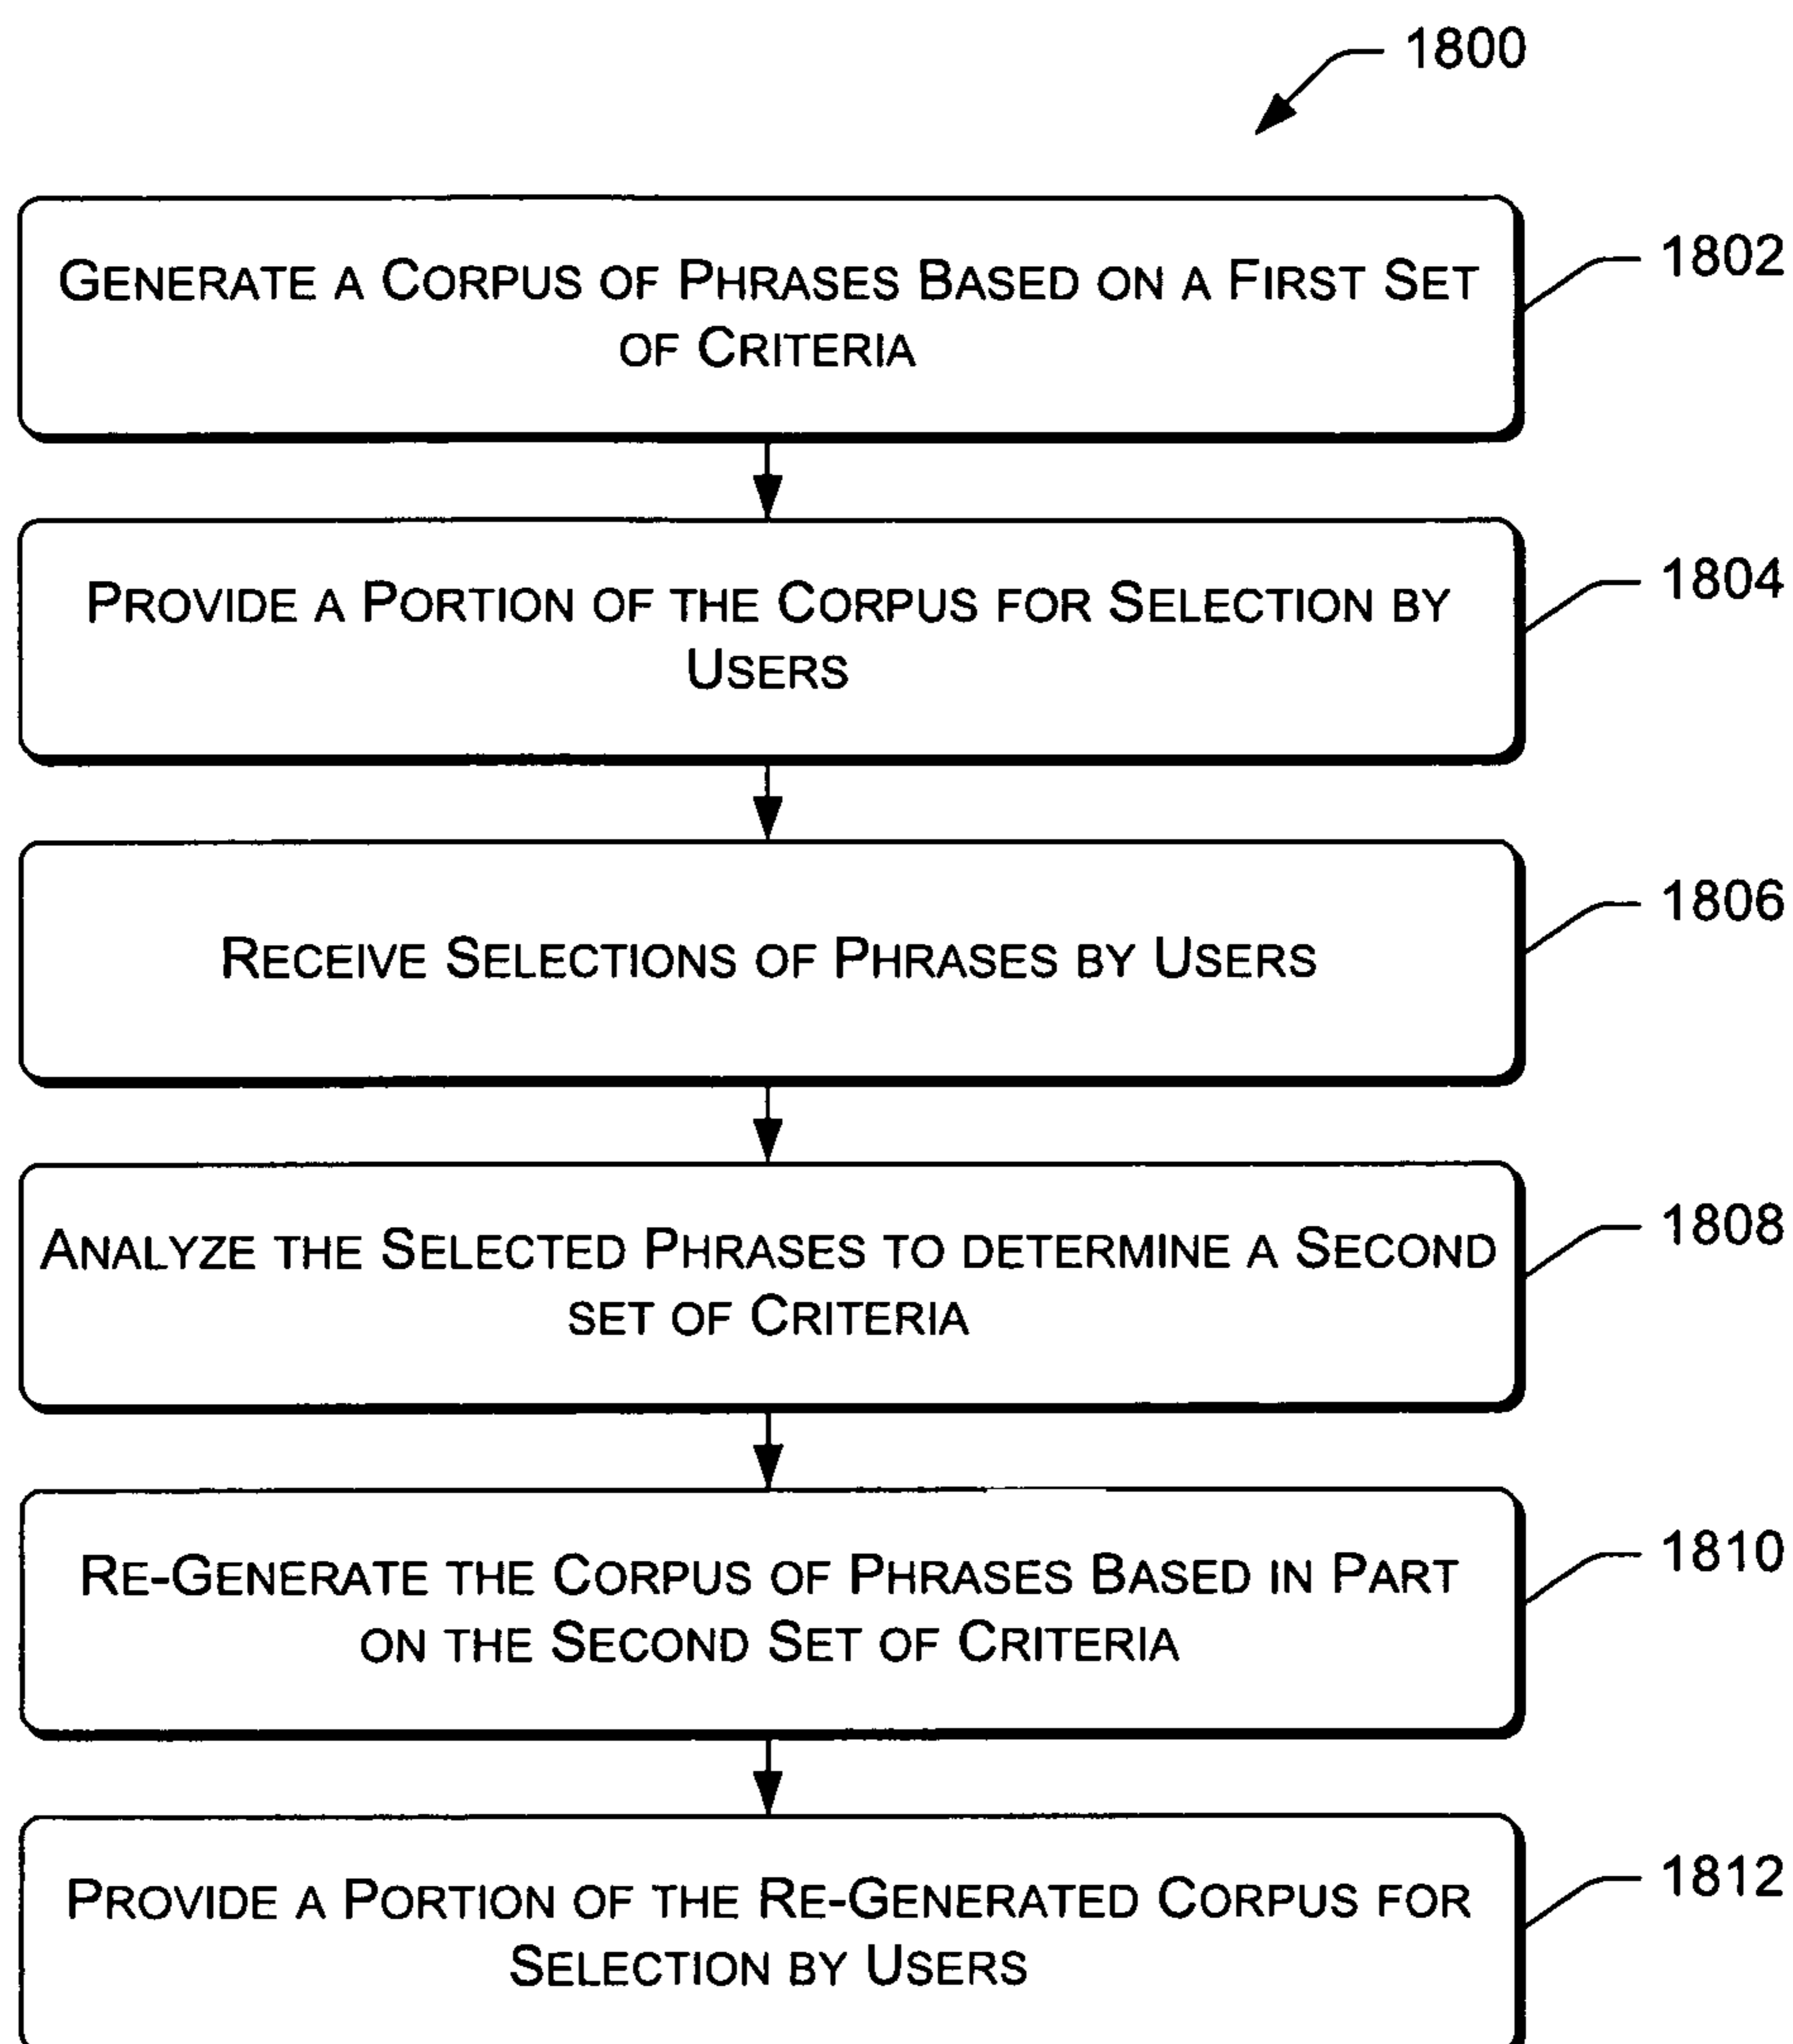 1800
GENERATE A CORPUS OF PHRASES BASED ON A FIRST SET
OF CRITERIA
1802
PROVIDE A PORTION OF THE CORPUS FOR SELECTION BY
USERS
1804
RECEIVE SELECTIONS OF PHRASES BY USERS
1806
ANALYZE THE SELECTED PHRASES TO DETERMINE A SECOND
SET OF CRITERIA
1808
RE-GENERATE THE CORPUS OF PHRASES BASED IN PART
ON THE SECOND SET OF CRITERIA
1810
PROVIDE A PORTION OF THE RE-GENERATED CORPUS FOR
SELECTION BY USERS
1812